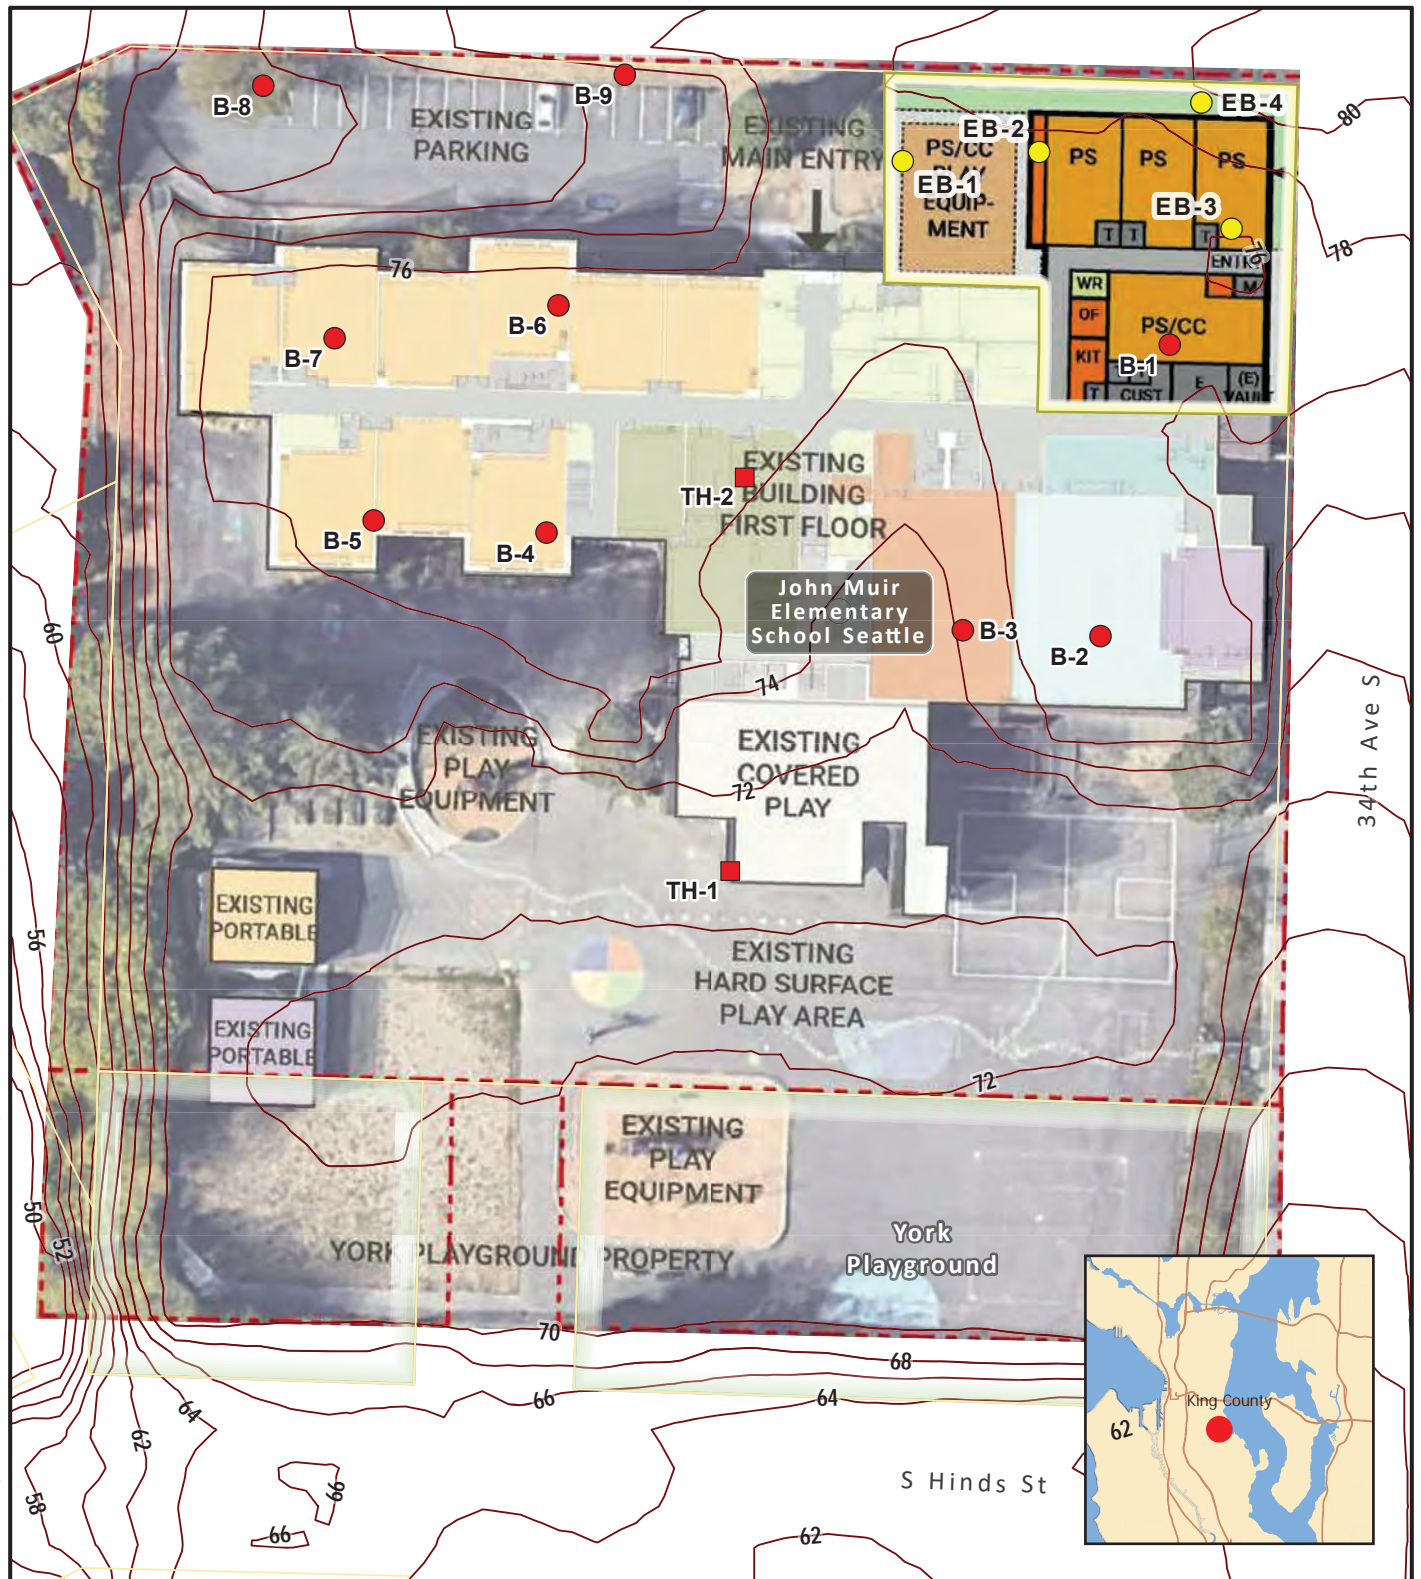 B-8
B-9
EXISTING
PARKING
EXISTING
MAIN ENTRY
EB-4
EB-2
PS/CC
PLAY
EQUIP-
MENT
EB-1
PS
PS
PS
EB-3
T
T
T
ENTRY
M
WR
OF
KIT
PS/CC
B-1
T
CUST
E
(E)
VAULT
T
80
78
76
76
B-7
B-6
B-5
B-4
TH-2
EXISTING
BUILDING
FIRST FLOOR
John Muir
Elementary
School Seattle
B-3
B-2
60
74
34th Ave S
EXISTING
PLAY
EQUIPMENT
EXISTING
COVERED
PLAY
72
TH-1
EXISTING
PORTABLE
56
EXISTING
HARD SURFACE
PLAY AREA
EXISTING
PORTABLE
72
EXISTING
PLAY
EQUIPMENT
50
52
YORK PLAYGROUND PROPERTY
York
Playground
70
68
66
64
64
62
King County
62
58
66
66
62
S Hinds St